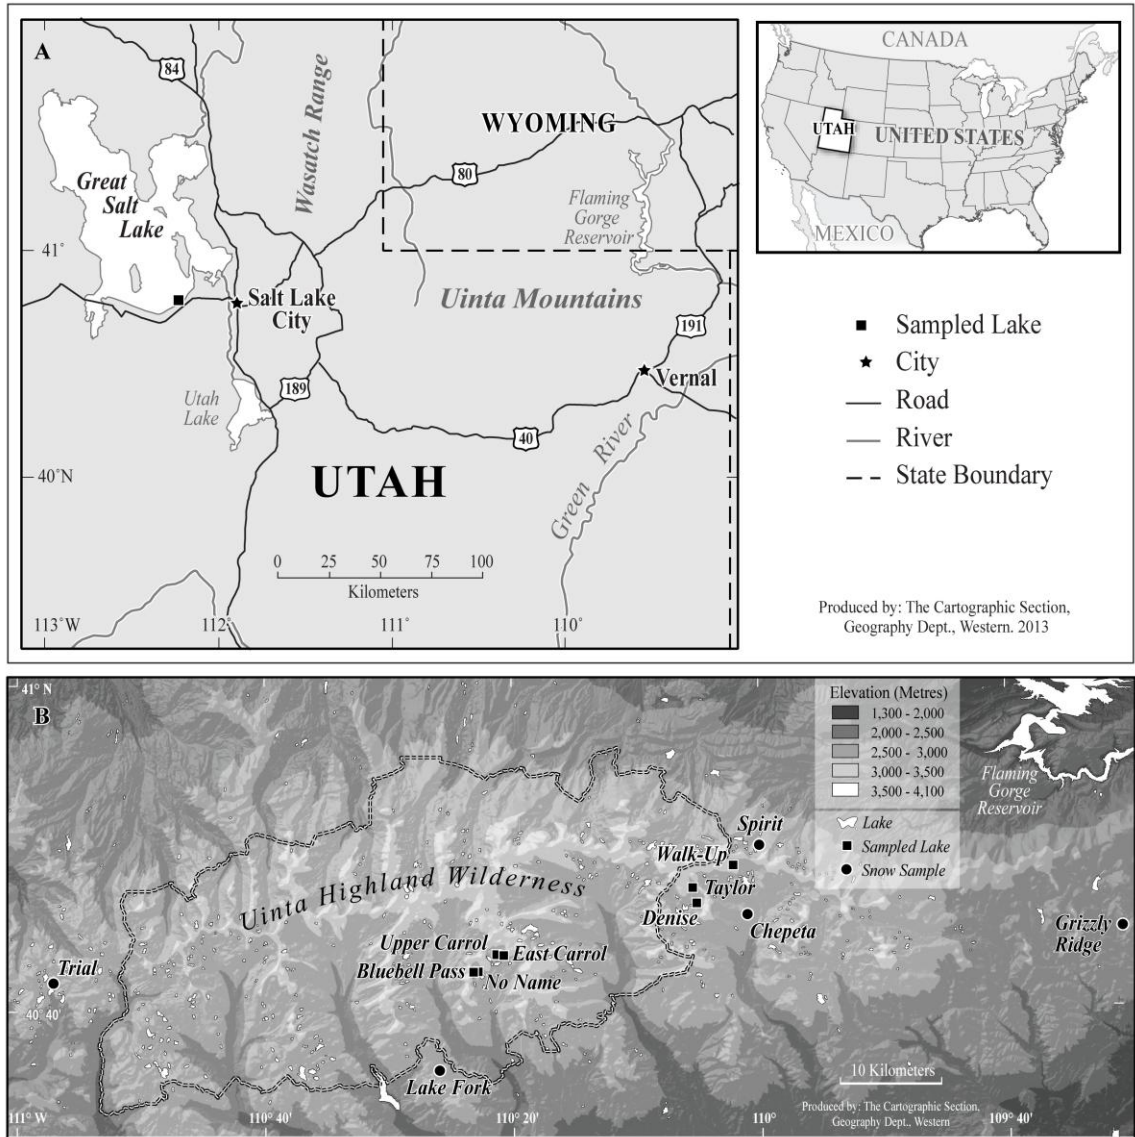 A
84
Wasatch Range
WYOMING
Great
Salt
Lake
80
Flaming
Gorge
Reservoir
41°
Salt Lake
City
Uinta Mountains
191
Vernal
Utah
Lake
189
40
Green River
40°N
UTAH
0 25 50 75 100
Kilometers
113°W 112° 111° 110°
CANADA
UTAH
UNITED STATES
MEXICO
Sampled Lake
City
Road
River
State Boundary
Produced by: The Cartographic Section,
Geography Dept., Western. 2013
41° N
B
Elevation (Metres)
1,300 - 2,000
2,000 - 2,500
2,500 - 3,000
3,000 - 3,500
3,500 - 4,100
Lake
Sampled Lake
Snow Sample
Flaming
Gorge
Reservoir
Spirit
Walk-Up
Taylor
Denise
Chepeta
Grizzly
Ridge
Uinta Highland Wilderness
Upper Carrol
East Carrol
Bluebell Pass
No Name
Trial
40° 40'
Lake Fork
10 Kilometers
Produced by: The Cartographic Section,
Geography Dept., Western
111° W 110° 40' 110° 20' 110° 109° 40'